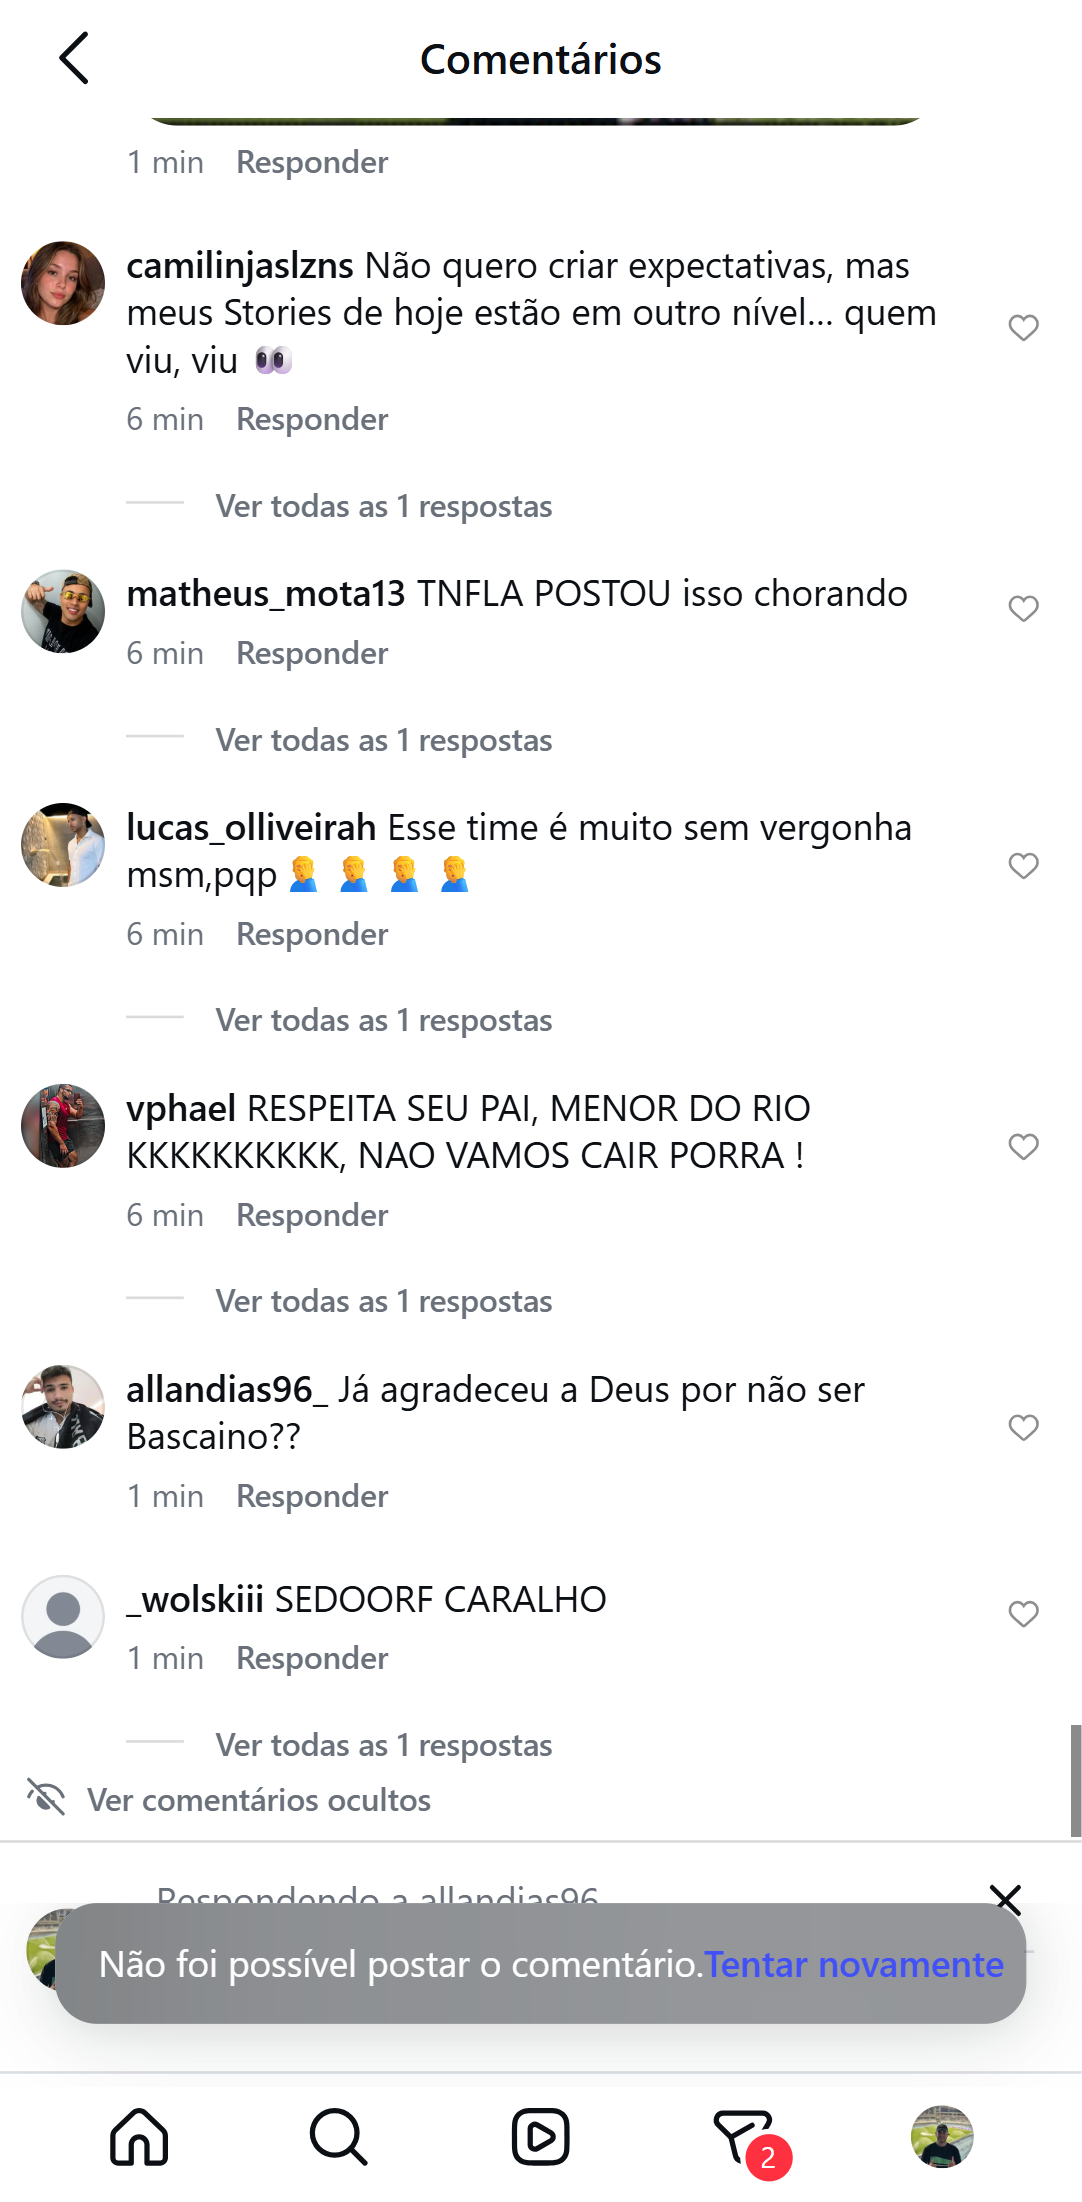 Comentários
1 min Responder
camilinjaslzns Não quero criar expectativas, mas
meus Stories de hoje estão em outro nível... quem
viu, viu 👀
6 min Responder
Ver todas as 1 respostas
matheus_mota13 TNFLA POSTOU isso chorando
6 min Responder
Ver todas as 1 respostas
lucas_olliveirah Esse time é muito sem vergonha
msm,pqp 🤦‍♂️ 🤦‍♂️ 🤦‍♂️ 🤦‍♂️
6 min Responder
Ver todas as 1 respostas
vphael RESPEITA SEU PAI, MENOR DO RIO
KKKKKKKKKK, NAO VAMOS CAIR PORRA !
6 min Responder
Ver todas as 1 respostas
allandias96_ Já agradeceu a Deus por não ser
Bascaino??
1 min Responder
_wolskiii SEDOORF CARALHO
1 min Responder
Ver todas as 1 respostas
Ver comentários ocultos
Respondendo a allandias96
Não foi possível postar o comentário.Tentar novamente
2